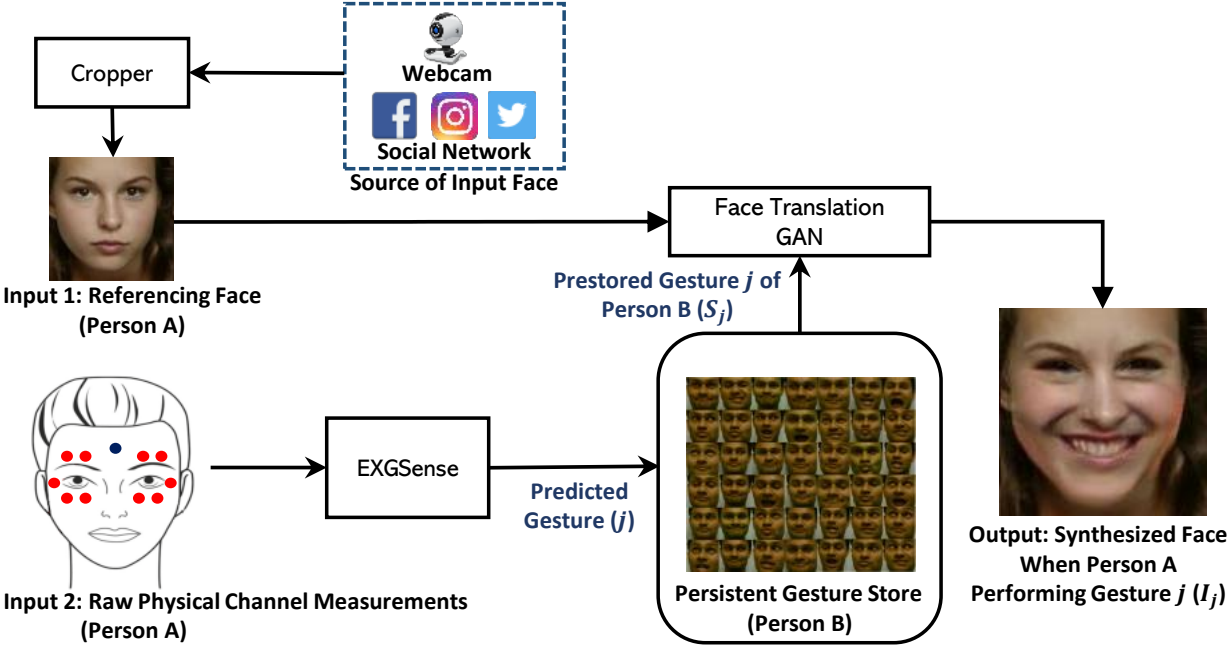 Cropper
Webcam
Social Network
Source of Input Face
Input 1: Referencing Face
(Person A)
Face Translation
GAN
Prestored Gesture j of
Person B (S_j)
Input 2: Raw Physical Channel Measurements
(Person A)
EXGSense
Predicted
Gesture (j)
Persistent Gesture Store
(Person B)
Output: Synthesized Face
When Person A
Performing Gesture j (I_j)